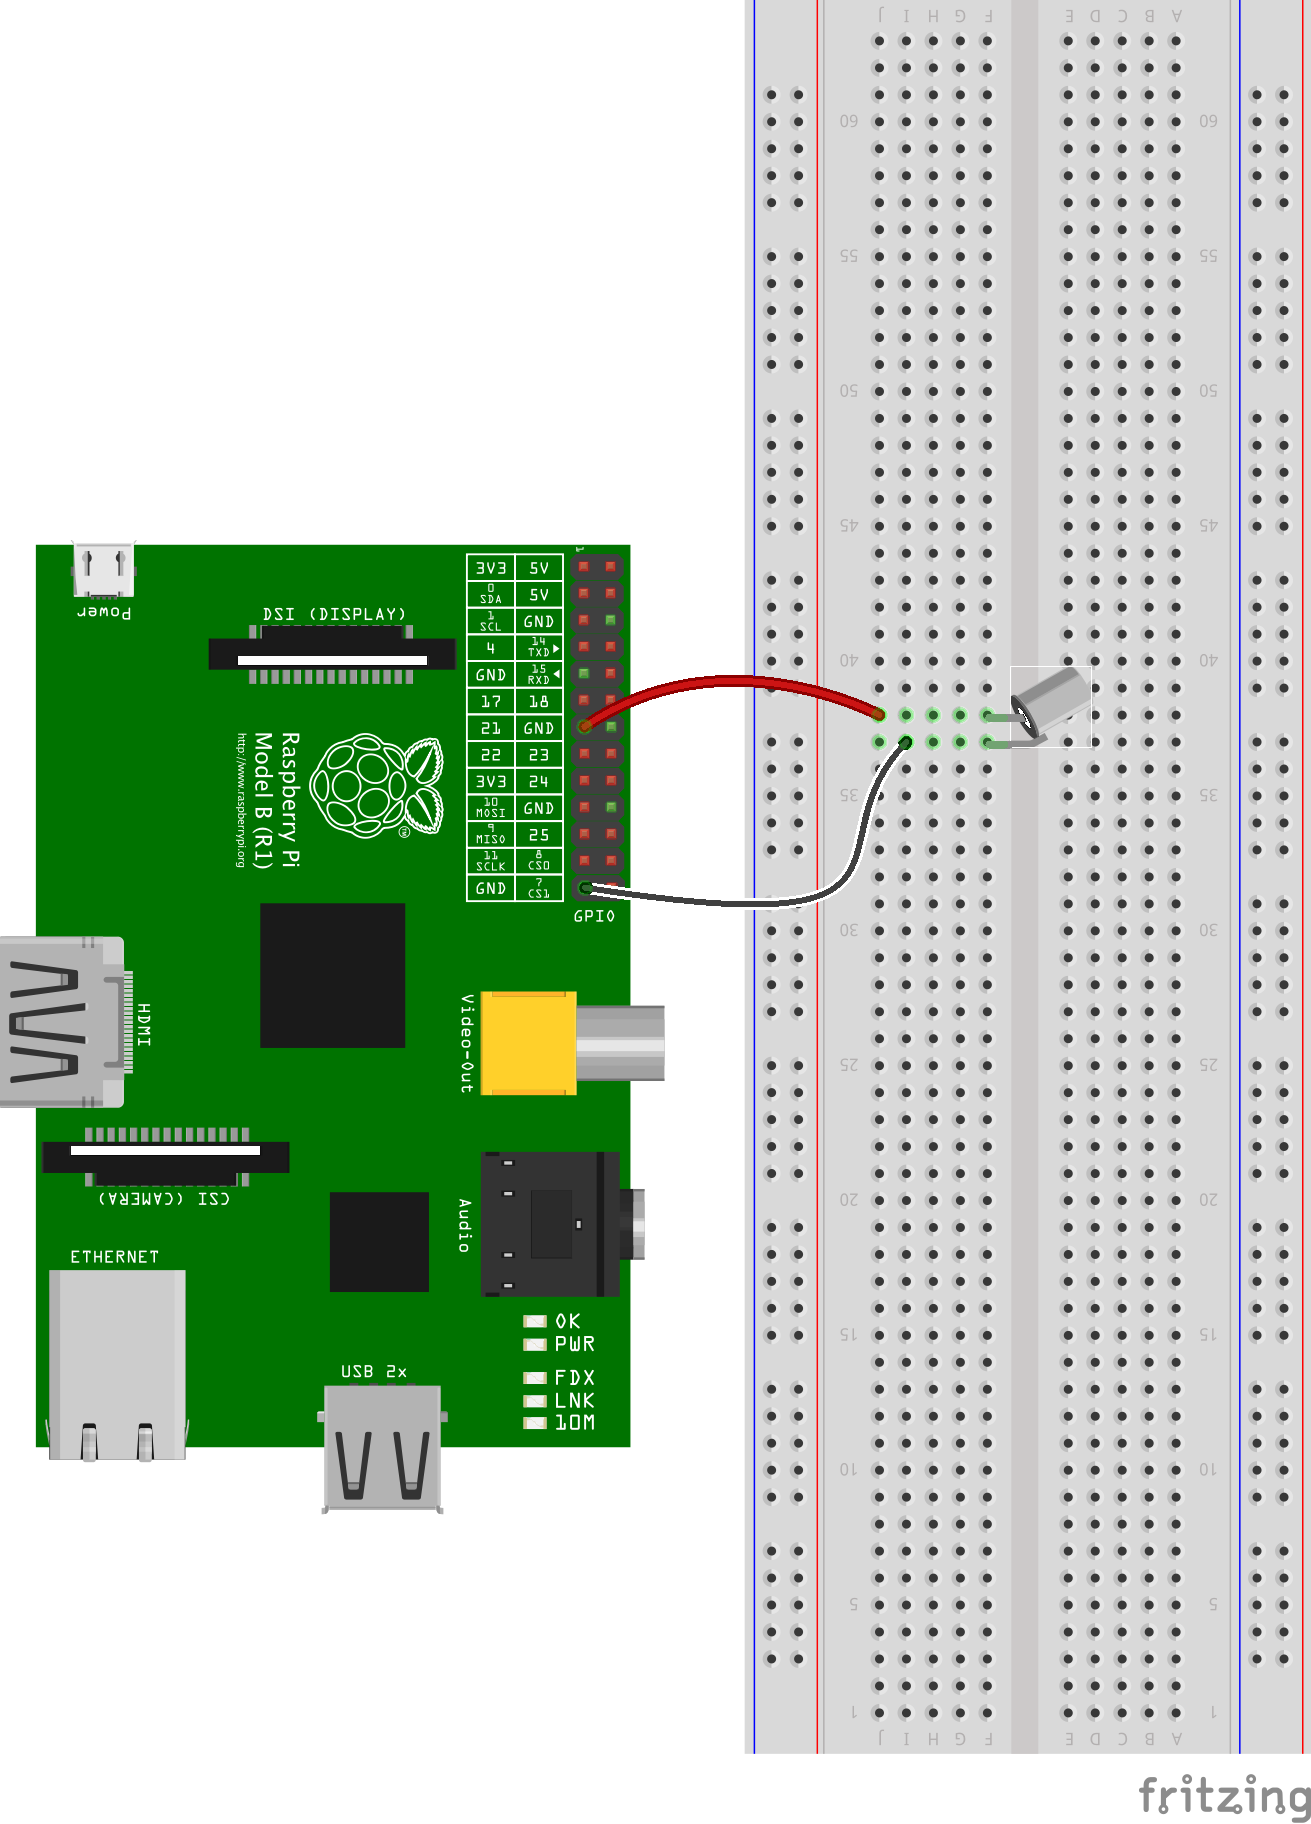 J I H G F E D C B A
60 60
55 55
50 50
45 45
40 40
35
30 30
25 25
20 20
15 15
10 10
5 5
1 1
J I H G F E D C B A
Power
DSI (DISPLAY)
1
3V3 5V
0 SDA 5V
1 SCL GND
4 14 TXD
GND 15 RXD
17 18
21 GND
22 23
3V3 24
10 MOSI GND
9 MISO 25
11 SCLK 8 CS0
GND 7 CS1
GPIO
Raspberry Pi
Model B (R1)
http://www.raspberrypi.org
TM
HDMI
Video-Out
CSI (CAMERA)
Audio
ETHERNET
OK
PWR
USB 2x
FDX
LNK
10M
fritzing